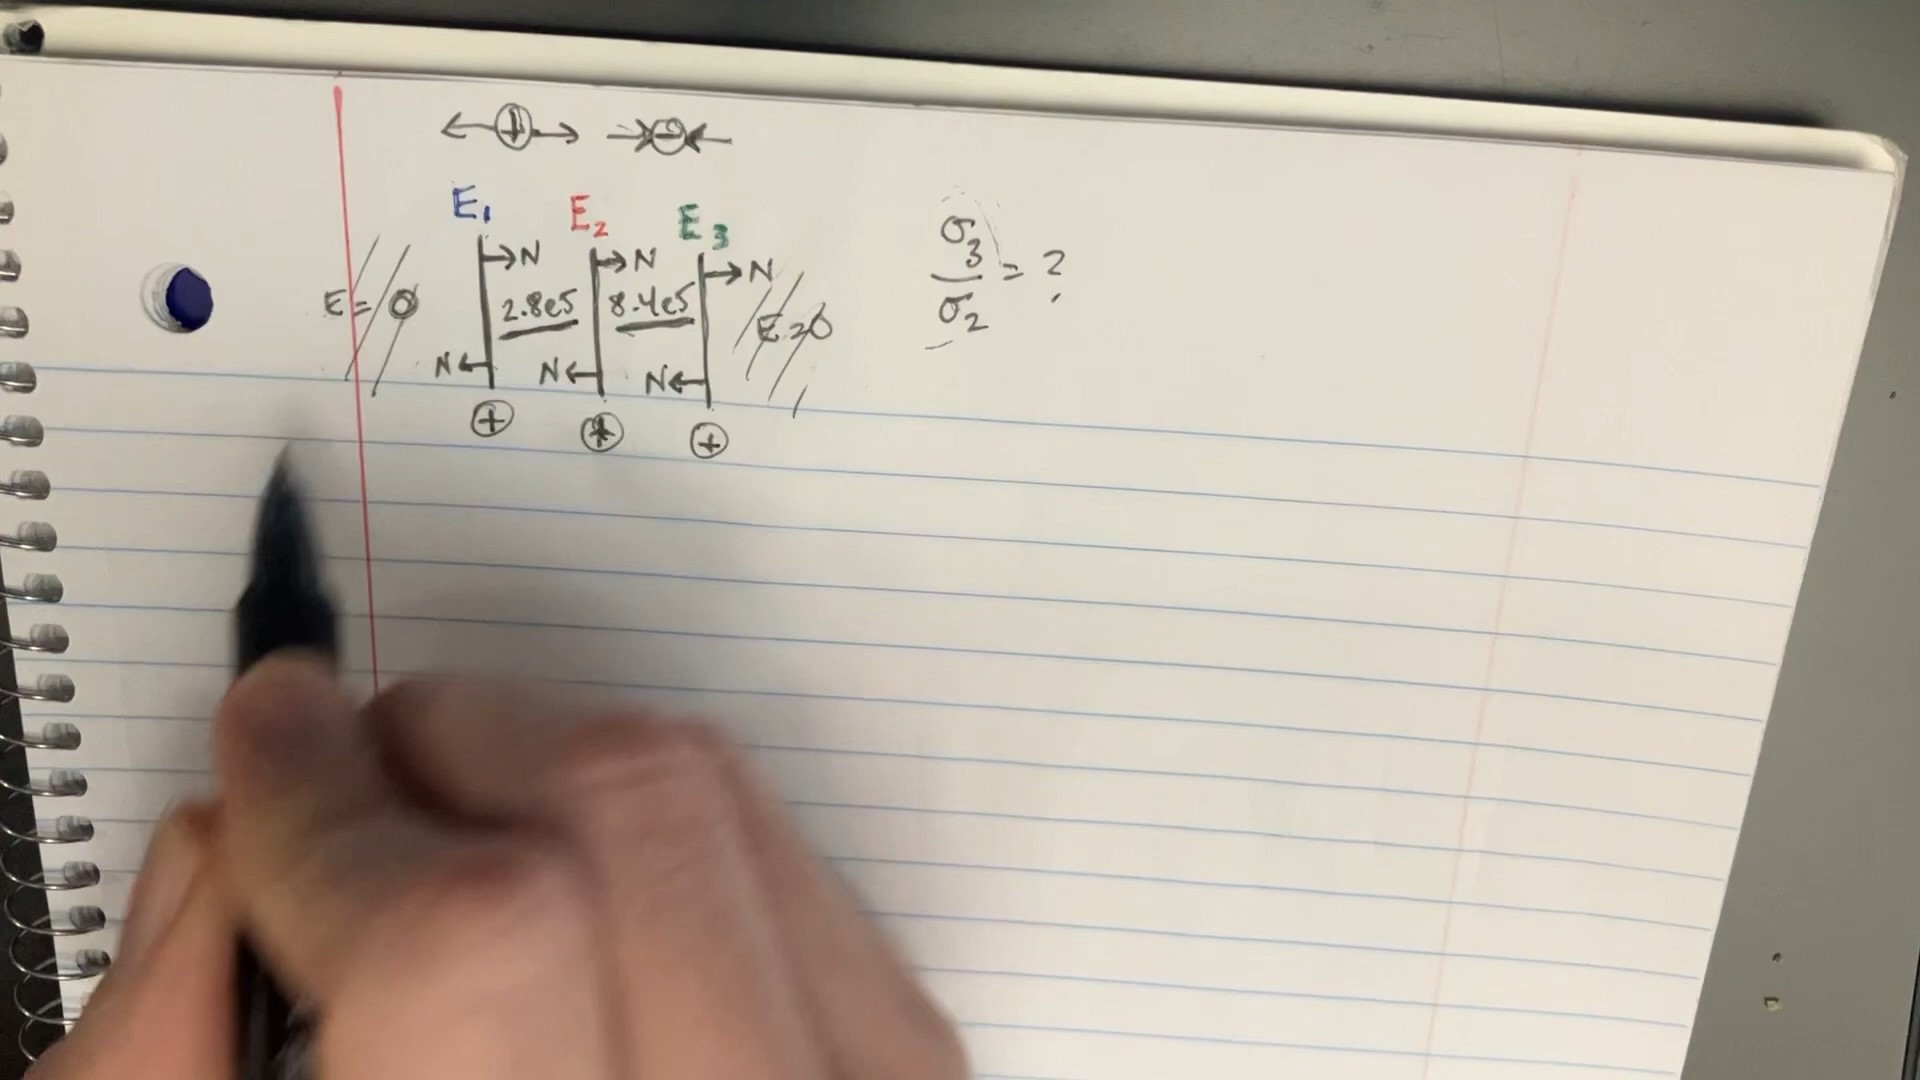 ← + → → - ←
E₁ E₂ E₃
→N →N →N
σ₃/σ₂ = ?
E = 0 2.8e5 8.4e5 E=0
N← N← N←
+ + +